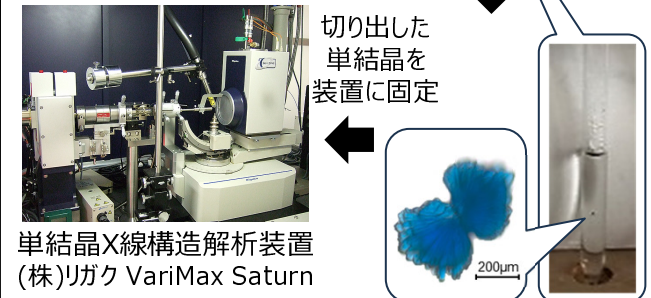 切り出した
単結晶を
装置に固定
200μm
単結晶X線構造解析装置
(株)リガク VariMax Saturn